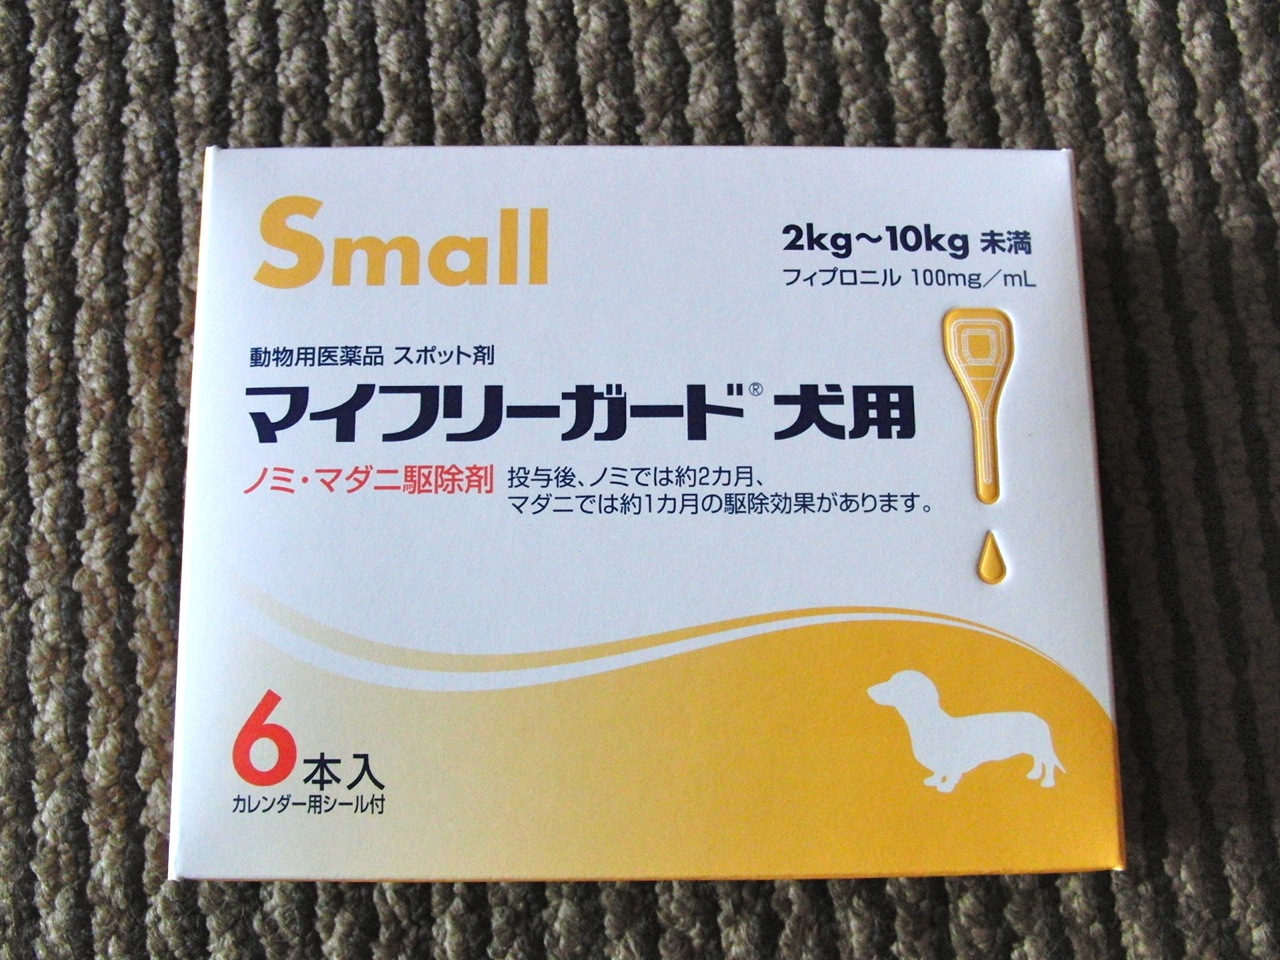 Small
2kg～10kg 未満
フィプロニル 100mg／mL
動物用医薬品 スポット剤
マイフリーガード® 犬用
ノミ・マダニ駆除剤
投与後、ノミでは約2カ月、
マダニでは約1カ月の駆除効果があります。
6本入
カレンダー用シール付